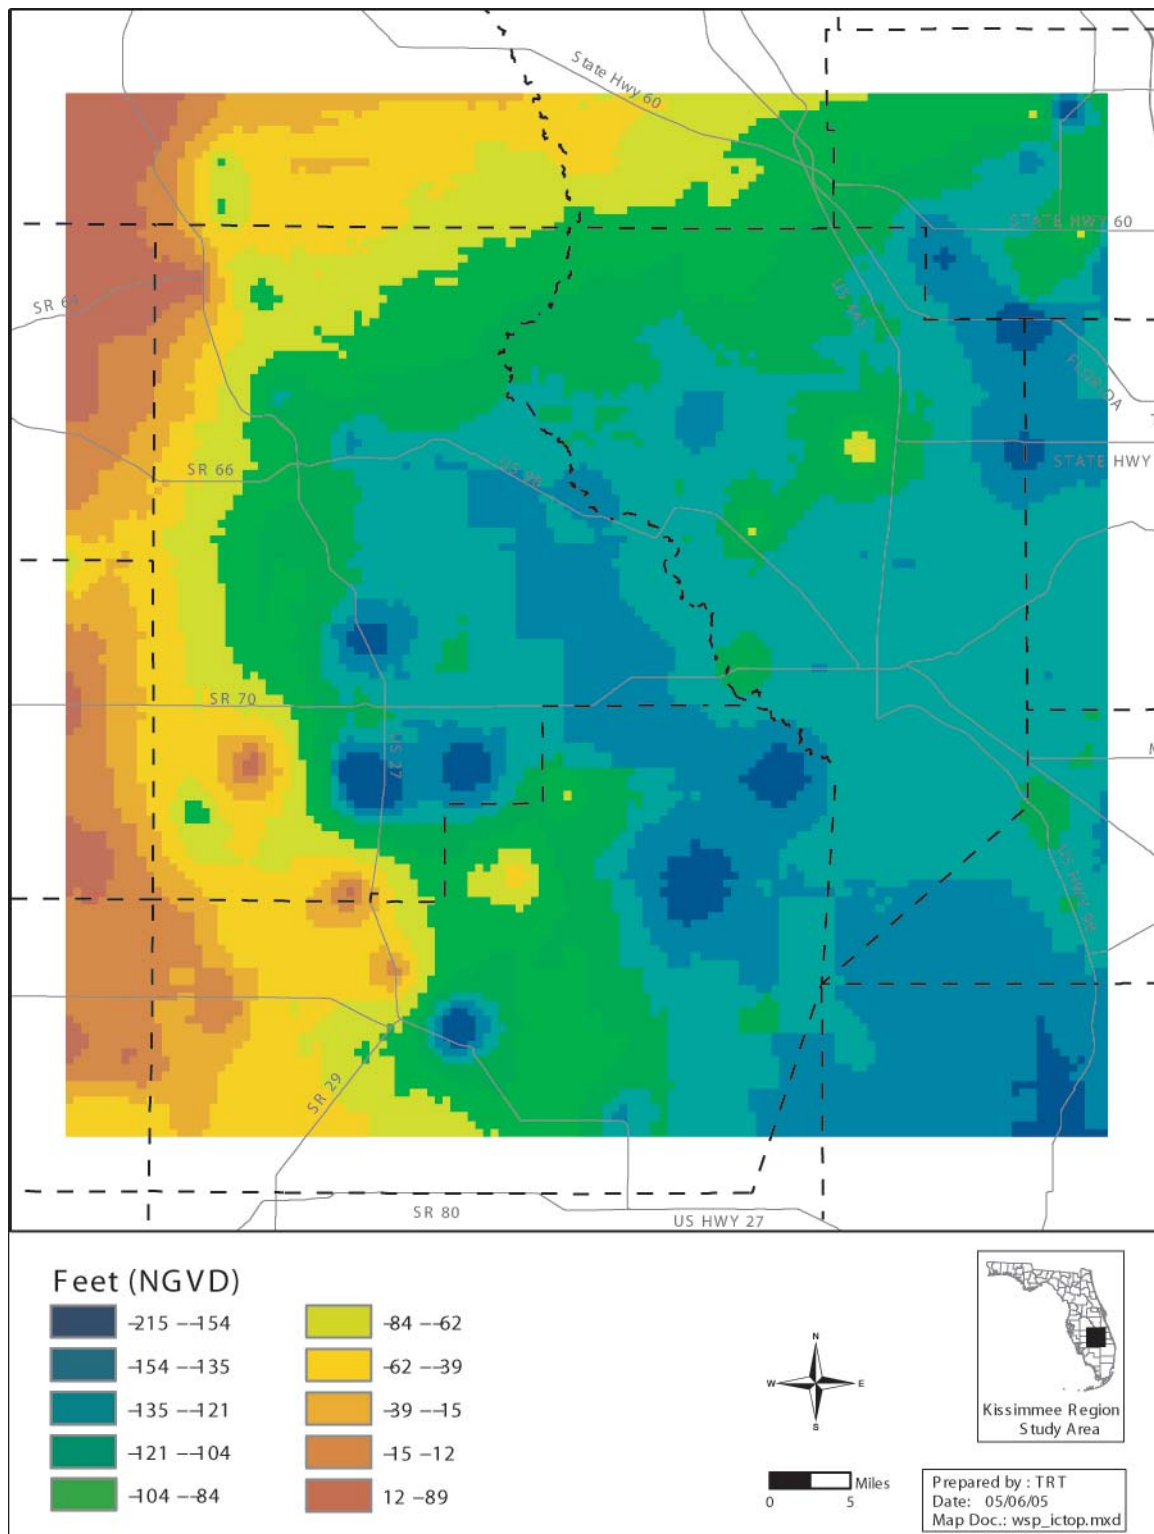 State Hwy 60
STATE HWY 60
SR 64
US 441
FLORIDA
SR 66
US 98
STATE HWY
SR 70
US 27
US HWY 98
SR 29
SR 80
US HWY 27
Feet (NGVD)
-215 --154
-154 --135
-135 --121
-121 --104
-104 --84
-84 --62
-62 --39
-39 --15
-15 -12
12 -89
N
W
E
S
Miles
0
5
Kissimmee Region
Study Area
Prepared by : TRT
Date: 05/06/05
Map Doc.: wsp_ictop.mxd